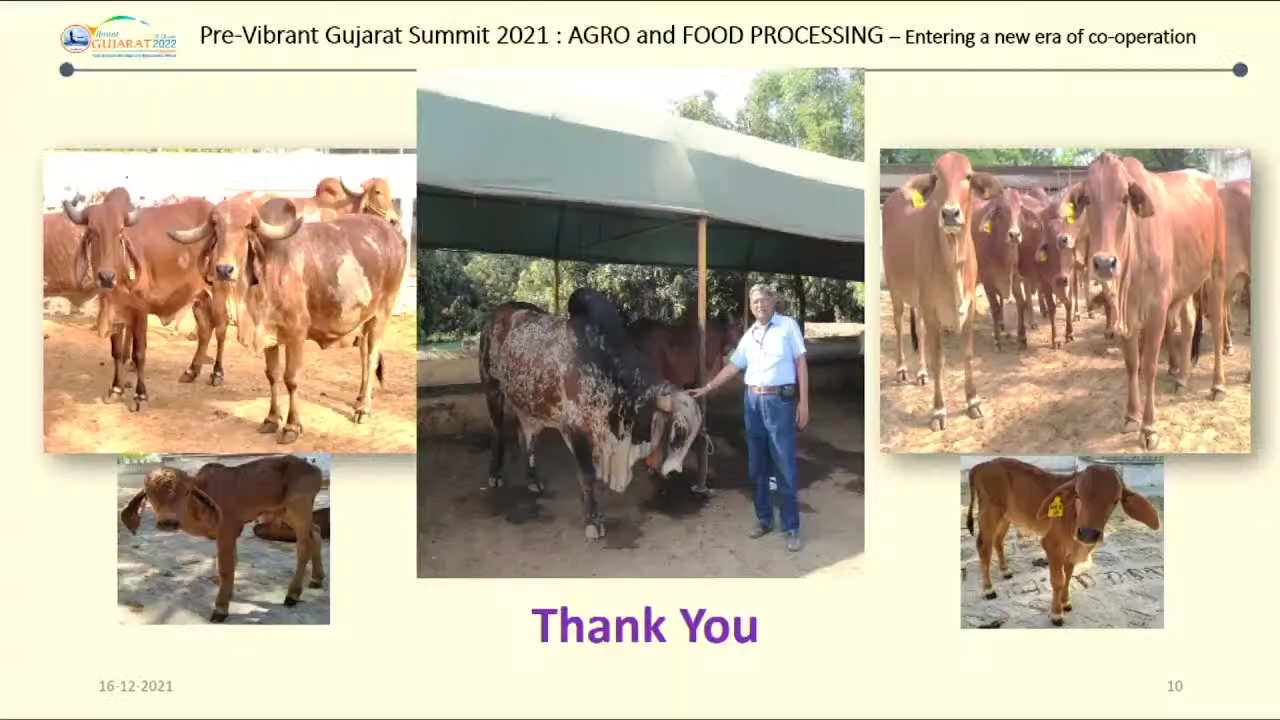 Vibrant
GUJARAT 2022
Pre-Vibrant Gujarat Summit 2021 : AGRO and FOOD PROCESSING – Entering a new era of co-operation
Thank You
16-12-2021
10